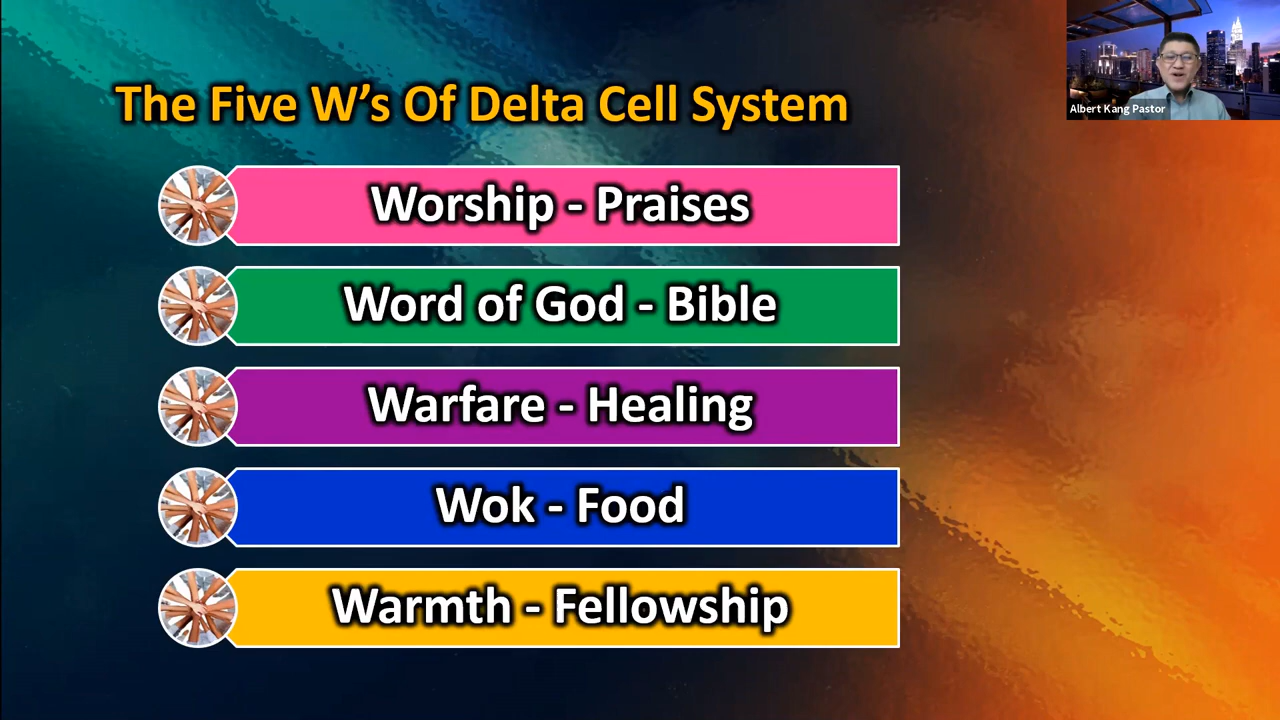 The Five W’s Of Delta Cell System
Albert Kang Pastor
Worship - Praises
Word of God - Bible
Warfare - Healing
Wok - Food
Warmth - Fellowship